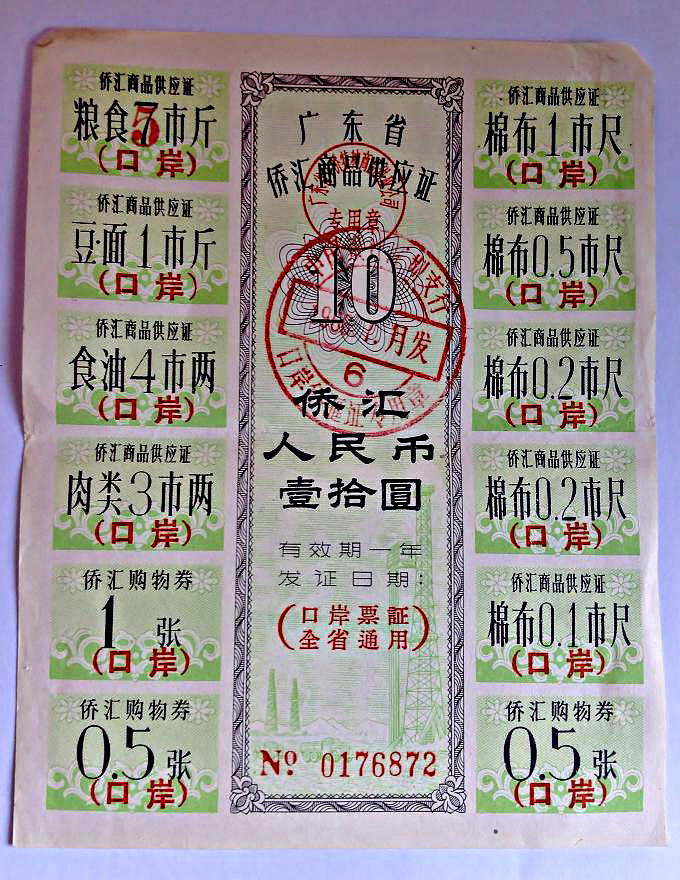 侨汇商品供应证
粮食5市斤
(口岸)
侨汇商品供应证
豆·面1市斤
(口岸)
侨汇商品供应证
食油4市两
(口岸)
侨汇商品供应证
肉类3市两
(口岸)
侨汇购物券
1张
(口岸)
侨汇购物券
0.5张
(口岸)
广东省
侨汇商品供应证
专用章
10
支行
月发
6
侨汇
人民币
壹拾圓
有效期一年
发证日期：
(口岸票証
全省通用)
№ 0176872
侨汇商品供应证
棉布1市尺
(口岸)
侨汇商品供应证
棉布0.5市尺
(口岸)
侨汇商品供应证
棉布0.2市尺
(口岸)
侨汇商品供应证
棉布0.2市尺
(口岸)
侨汇商品供应证
棉布0.1市尺
(口岸)
侨汇购物券
0.5张
(口岸)